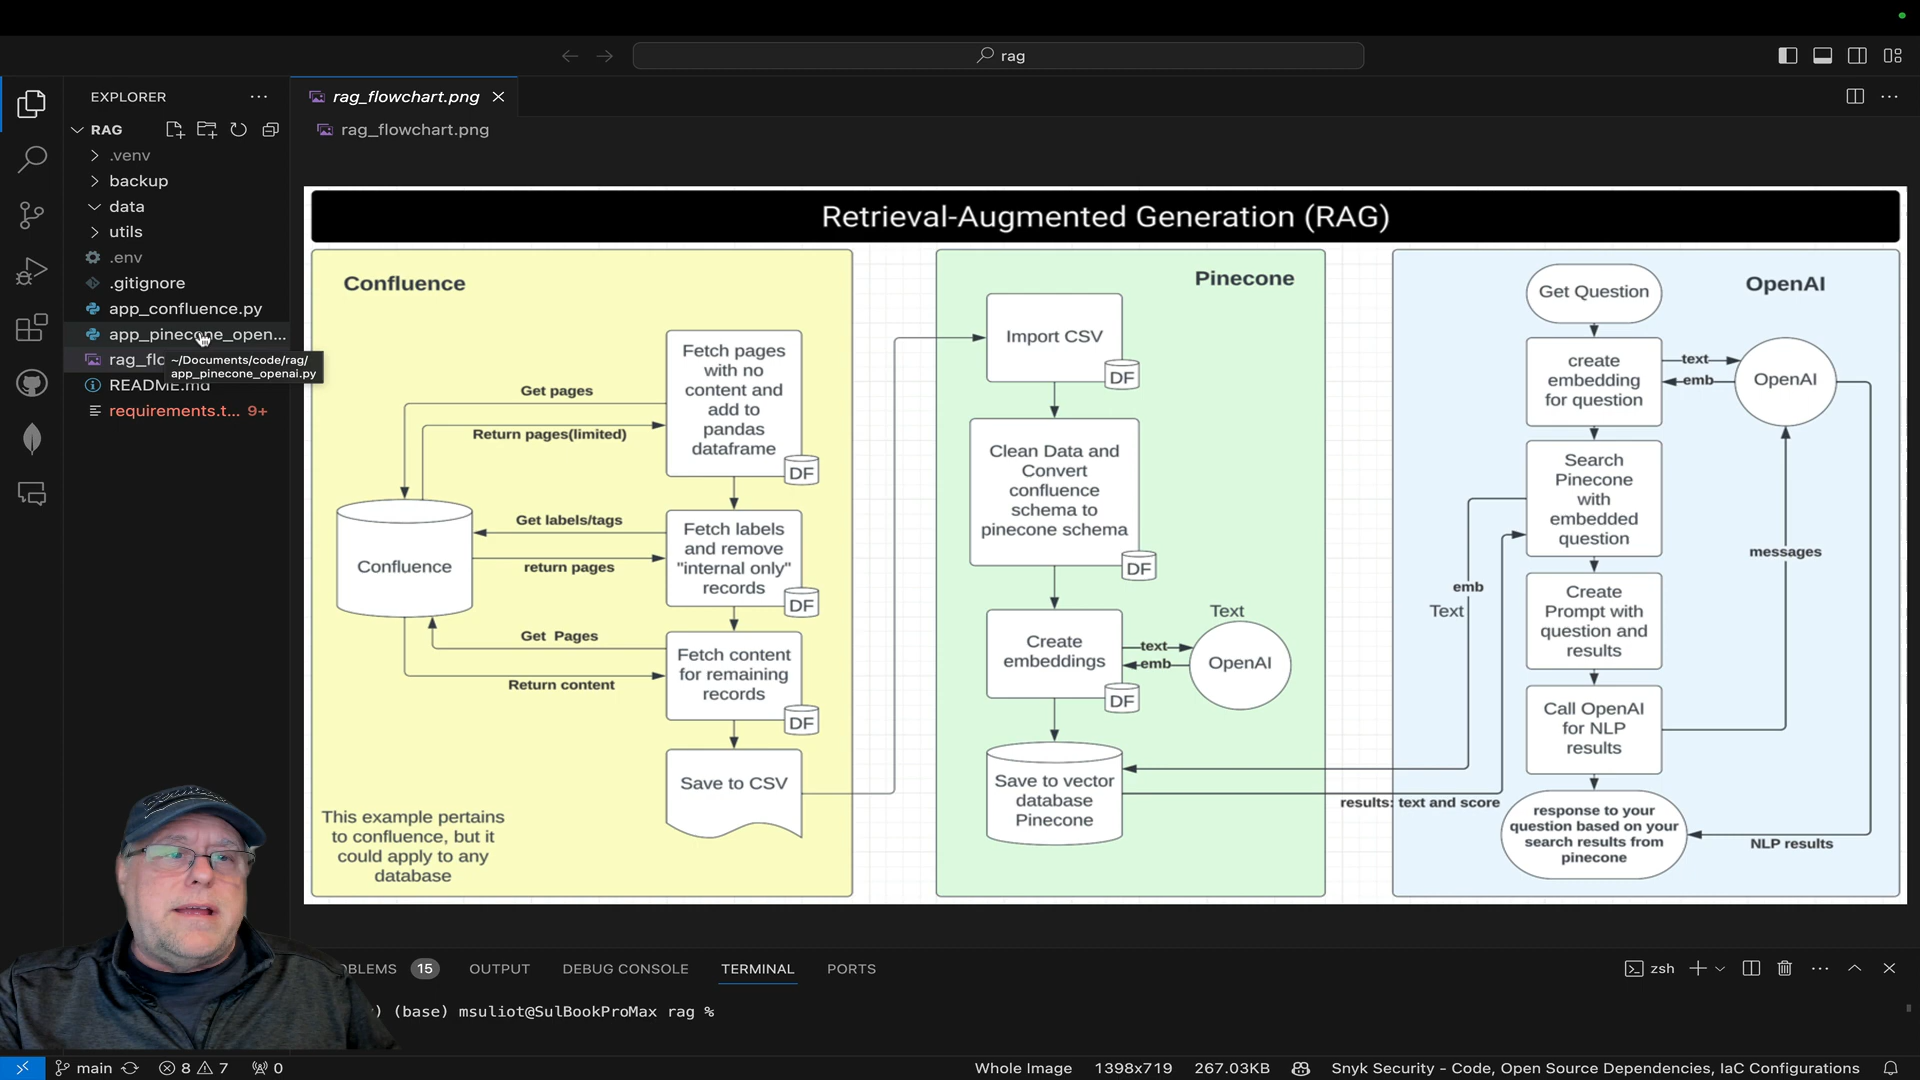 rag
EXPLORER
RAG
.venv
backup
data
utils
.env
.gitignore
app_confluence.py
app_pinecone_open...
rag_flo
~/Documents/code/rag/
app_pinecone_openai.py
README.md
requirements.t... 9+
rag_flowchart.png
rag_flowchart.png
Retrieval-Augmented Generation (RAG)
Confluence
Fetch pages
with no
content and
add to
pandas
dataframe
DF
Get pages
Return pages(limited)
Confluence
Get labels/tags
return pages
Fetch labels
and remove
"internal only"
records
DF
Get Pages
Return content
Fetch content
for remaining
records
DF
Save to CSV
This example pertains
to confluence, but it
could apply to any
database
Pinecone
Import CSV
DF
Clean Data and
Convert
confluence
schema to
pinecone schema
DF
Create
embeddings
DF
text
emb
Text
OpenAI
Save to vector
database
Pinecone
results: text and score
OpenAI
Get Question
create
embedding
for question
text
emb
OpenAI
Search
Pinecone
with
embedded
question
emb
Text
messages
Create
Prompt with
question and
results
Call OpenAI
for NLP
results
response to your
question based on your
search results from
pinecone
NLP results
OBLEMS 15 OUTPUT DEBUG CONSOLE TERMINAL PORTS
zsh
) (base) msuliot@SulBookProMax rag %
main 8 7 0
Whole Image 1398x719 267.03KB Snyk Security - Code, Open Source Dependencies, IaC Configurations